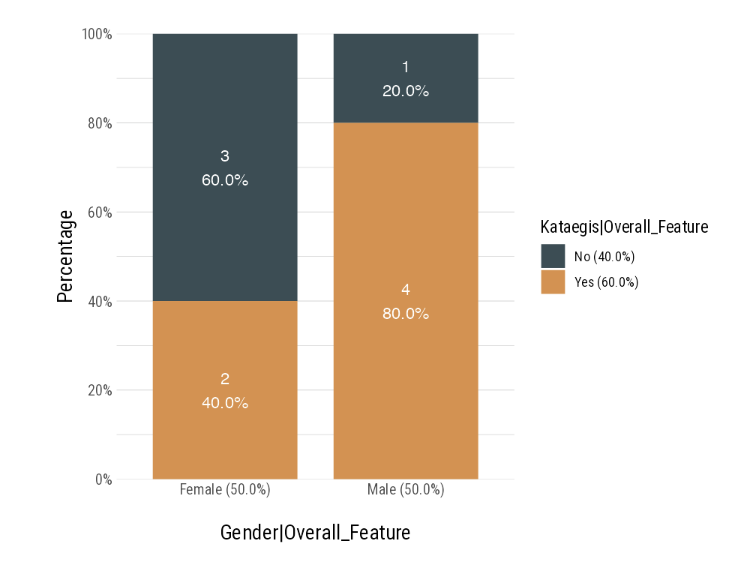 100%
80%
60%
40%
20%
0%
Percentage
3
60.0%
2
40.0%
1
20.0%
4
80.0%
Female (50.0%)
Male (50.0%)
Gender|Overall_Feature
Kataegis|Overall_Feature
No (40.0%)
Yes (60.0%)